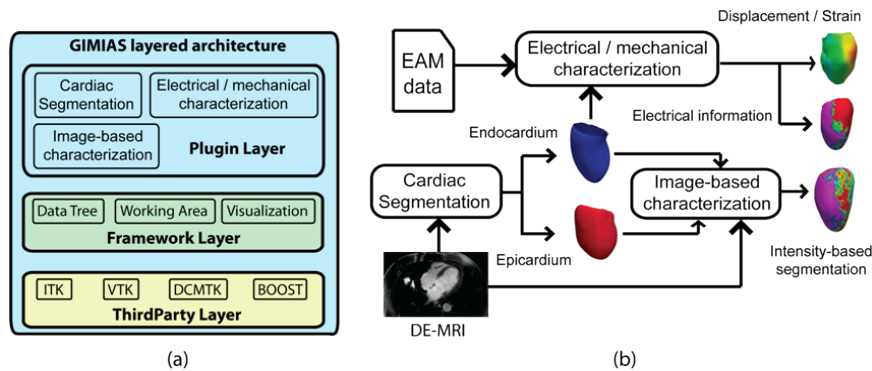 GIMIAS layered architecture
Cardiac
Segmentation
Electrical / mechanical
characterization
Image-based
characterization
Plugin Layer
Data Tree
Working Area
Visualization
Framework Layer
ITK
VTK
DCMTK
BOOST
ThirdParty Layer
(a)
Displacement / Strain
EAM
data
Electrical / mechanical
characterization
Electrical information
Endocardium
Cardiac
Segmentation
Image-based
characterization
Epicardium
Intensity-based
segmentation
DE-MRI
(b)